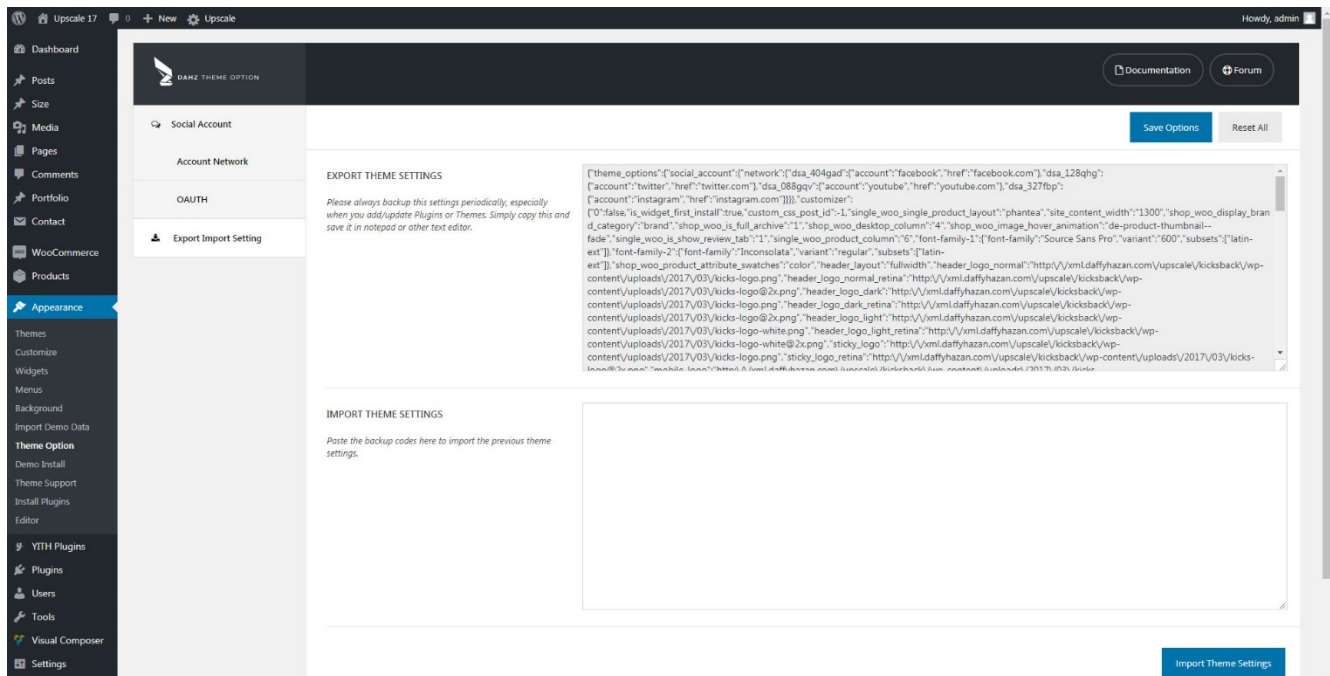 Upscale 17 0 + New Upscale Howdy, admin
Dashboard
Posts
Size
Media
Pages
Comments
Portfolio
Contact
WooCommerce
Products
Appearance
Themes
Customize
Widgets
Menus
Background
Import Demo Data
Theme Option
Demo Install
Theme Support
Install Plugins
Editor
YITH Plugins
Plugins
Users
Tools
Visual Composer
Settings
DAHZ THEME OPTION
Documentation
Forum
Social Account
Account Network
OAUTH
Export Import Setting
Save Options
Reset All
EXPORT THEME SETTINGS
Please always backup this settings periodically, especially
when you add/update Plugins or Themes. Simply copy this and
save it in notepad or other text editor.
{"theme_options":{"social_account":{"network":{"dsa_404gad":{"account":"facebook","href":"facebook.com"},"dsa_128qhg":
{"account":"twitter","href":"twitter.com"},"dsa_088gqv":{"account":"youtube","href":"youtube.com"},"dsa_327fbp":
{"account":"instagram","href":"instagram.com"}}}},"customizer":
{"0":false,"is_widget_first_install":true,"custom_css_post_id":-1,"single_woo_single_product_layout":"phantea","site_content_width":"1300","shop_woo_display_bran
d_category":"brand","shop_woo_is_full_archive":"1","shop_woo_desktop_column":"4","shop_woo_image_hover_animation":"de-product-thumbnail--
fade","single_woo_is_show_review_tab":"1","single_woo_product_column":"6","font-family-1":{"font-family":"Source Sans Pro","variant":"600","subsets":["latin-
ext"]},"font-family-2":{"font-family":"Inconsolata","variant":"regular","subsets":["latin-
ext"]},"shop_woo_product_attribute_swatches":"color","header_layout":"fullwidth","header_logo_normal":"http:\/\/xml.daffyhazan.com\/upscale\/kicksback\/wp-
content\/uploads\/2017\/03\/kicks-logo.png","header_logo_normal_retina":"http:\/\/xml.daffyhazan.com\/upscale\/kicksback\/wp-
content\/uploads\/2017\/03\/kicks-logo@2x.png","header_logo_dark":"http:\/\/xml.daffyhazan.com\/upscale\/kicksback\/wp-
content\/uploads\/2017\/03\/kicks-logo.png","header_logo_dark_retina":"http:\/\/xml.daffyhazan.com\/upscale\/kicksback\/wp-
content\/uploads\/2017\/03\/kicks-logo@2x.png","header_logo_light":"http:\/\/xml.daffyhazan.com\/upscale\/kicksback\/wp-
content\/uploads\/2017\/03\/kicks-logo-white.png","header_logo_light_retina":"http:\/\/xml.daffyhazan.com\/upscale\/kicksback\/wp-
content\/uploads\/2017\/03\/kicks-logo-white@2x.png","sticky_logo":"http:\/\/xml.daffyhazan.com\/upscale\/kicksback\/wp-
content\/uploads\/2017\/03\/kicks-logo.png","sticky_logo_retina":"http:\/\/xml.daffyhazan.com\/upscale\/kicksback\/wp-content\/uploads\/2017\/03\/kicks-
logo@2x.png","mobile_logo":"http:\/\/xml.daffyhazan.com\/upscale\/kicksback\/wp-content\/uploads\/2017\/03\/kicks-
IMPORT THEME SETTINGS
Paste the backup codes here to import the previous theme
settings.
Import Theme Settings